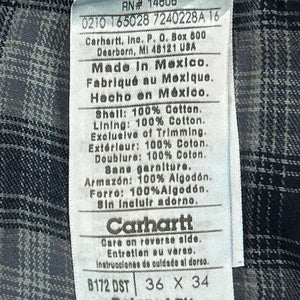 RN# 14806
0210 165028 7240228A 16
Carhartt, Inc. P.O. Box 600
Dearborn, MI 48121 USA
Made in Mexico.
Fabriqué au Mexique.
Hecho en México.
Shell: 100% Cotton.
Lining: 100% Cotton.
Exclusive of Trimming.
Extérieur: 100% Coton.
Doublure: 100% Coton.
Sans garniture.
Armazón: 100% Algodon.
Forro: 100%Algodon.
Sin incluir adorno.
Carhartt
Care on reverse side.
Entretien au verso.
Instrucciones de cuidado al dorso.
B172 DST 36 X 34